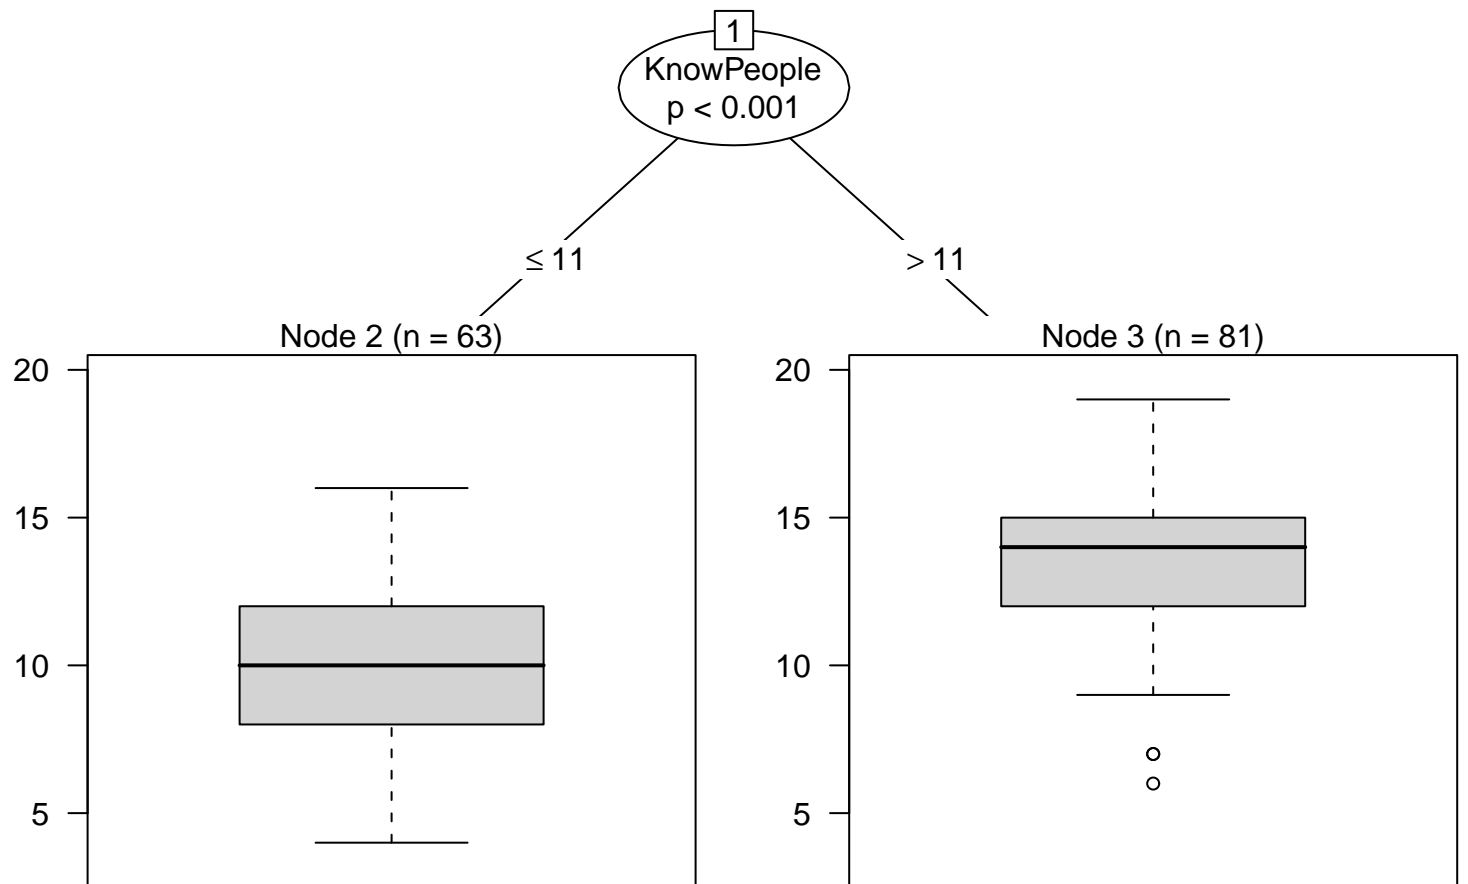 1
KnowPeople
p < 0.001
≤ 11
> 11
Node 2 (n = 63)
20
15
10
5
Node 3 (n = 81)
20
15
10
5